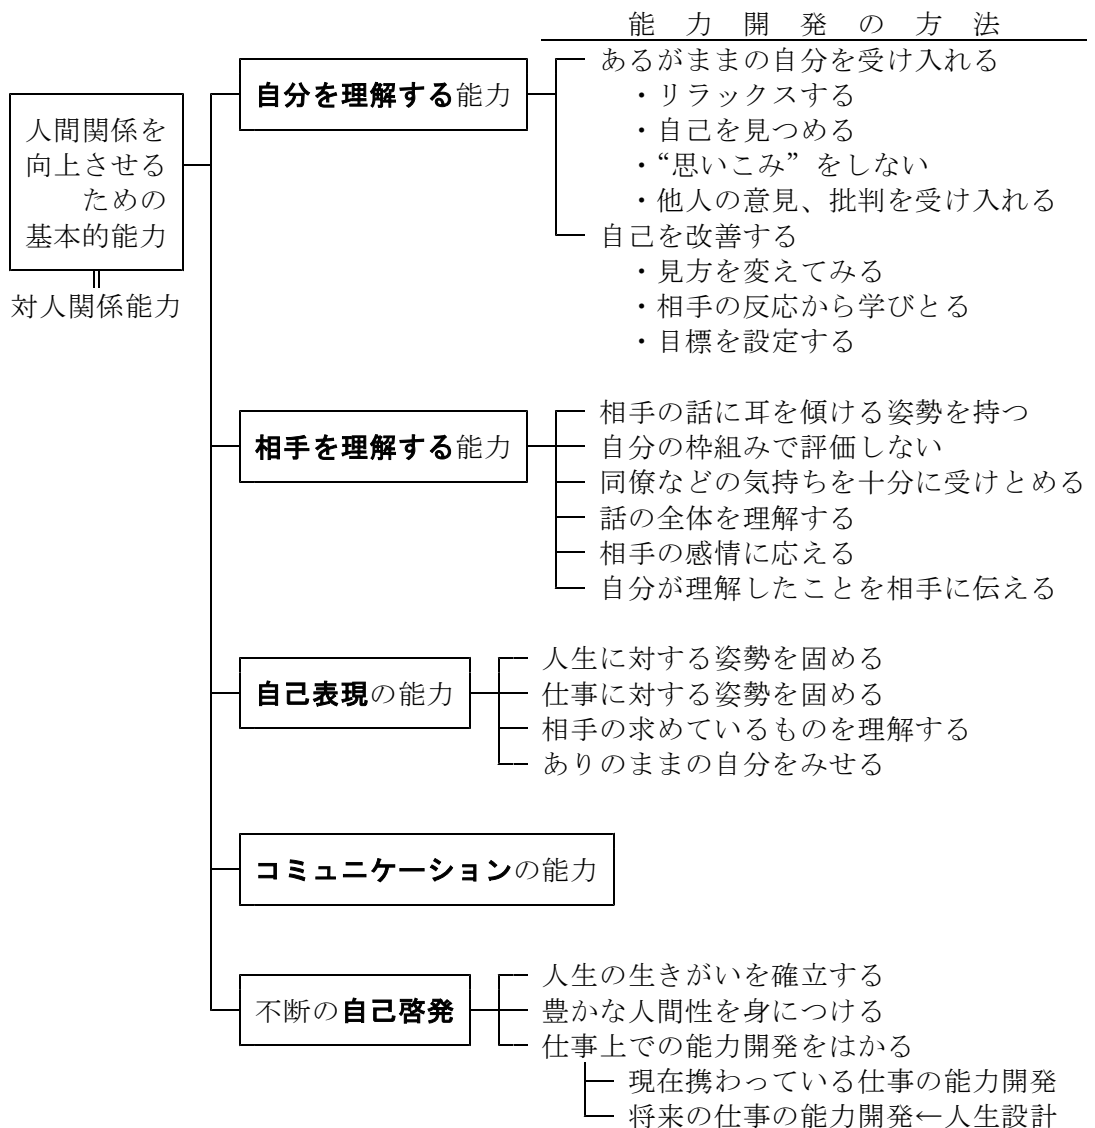 能力開発の方法
人間関係を
向上させる
ための
基本的能力
対人関係能力
自分を理解する能力
あるがままの自分を受け入れる
・リラックスする
・自己を見つめる
・“思いこみ”をしない
・他人の意見、批判を受け入れる
自己を改善する
・見方を変えてみる
・相手の反応から学びとる
・目標を設定する
相手を理解する能力
相手の話に耳を傾ける姿勢を持つ
自分の枠組みで評価しない
同僚などの気持ちを十分に受けとめる
話の全体を理解する
相手の感情に応える
自分が理解したことを相手に伝える
自己表現の能力
人生に対する姿勢を固める
仕事に対する姿勢を固める
相手の求めているものを理解する
ありのままの自分をみせる
コミュニケーションの能力
不断の自己啓発
人生の生きがいを確立する
豊かな人間性を身につける
仕事上での能力開発をはかる
現在携わっている仕事の能力開発
将来の仕事の能力開発←人生設計